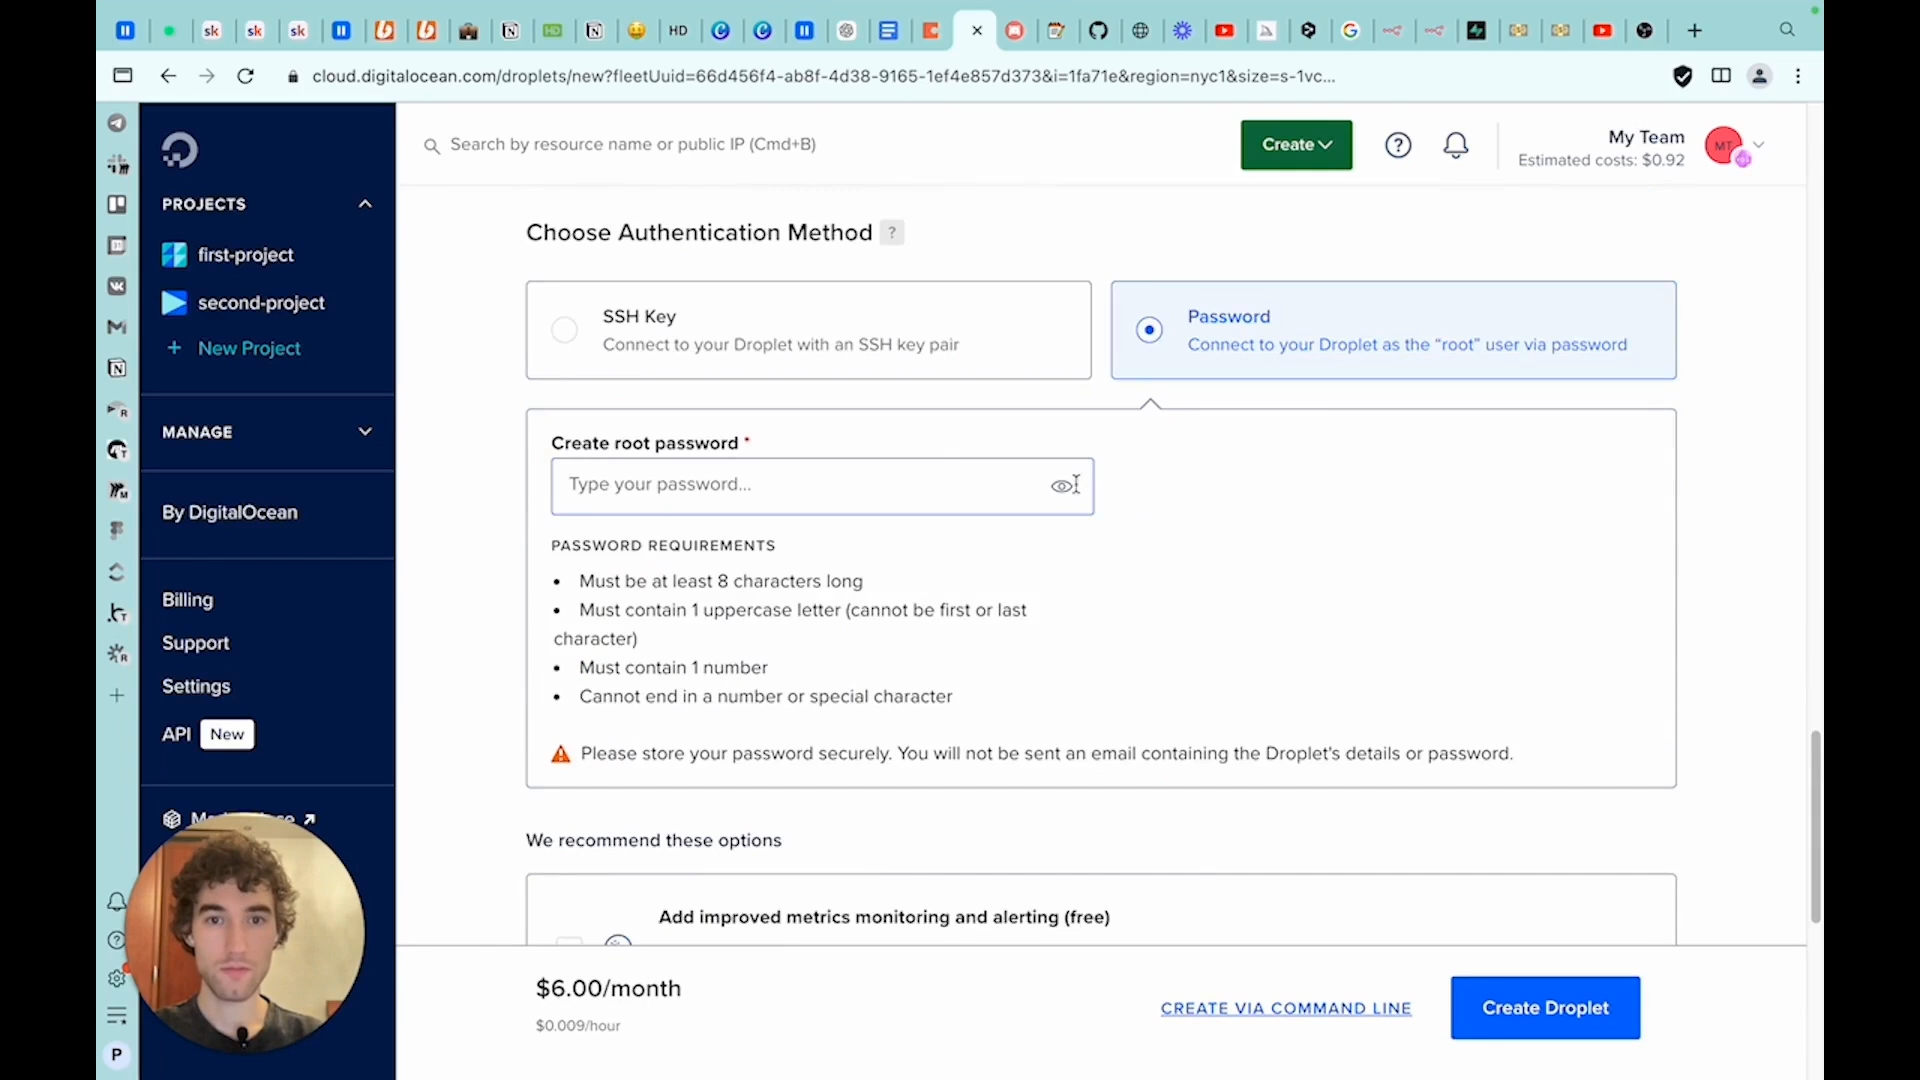 sk
sk
sk
HD
HD
cloud.digitalocean.com/droplets/new?fleetUuid=66d456f4-ab8f-4d38-9165-1ef4e857d373&i=1fa71e&region=nyc1&size=s-1vc...
Search by resource name or public IP (Cmd+B)
Create
My Team
Estimated costs: $0.92
MT
PROJECTS
first-project
second-project
+ New Project
MANAGE
By DigitalOcean
Billing
Support
Settings
API New
Choose Authentication Method ?
SSH Key
Connect to your Droplet with an SSH key pair
Password
Connect to your Droplet as the “root” user via password
Create root password *
Type your password...
PASSWORD REQUIREMENTS
• Must be at least 8 characters long
• Must contain 1 uppercase letter (cannot be first or last
character)
• Must contain 1 number
• Cannot end in a number or special character
Please store your password securely. You will not be sent an email containing the Droplet's details or password.
We recommend these options
Add improved metrics monitoring and alerting (free)
$6.00/month
$0.009/hour
CREATE VIA COMMAND LINE
Create Droplet
P